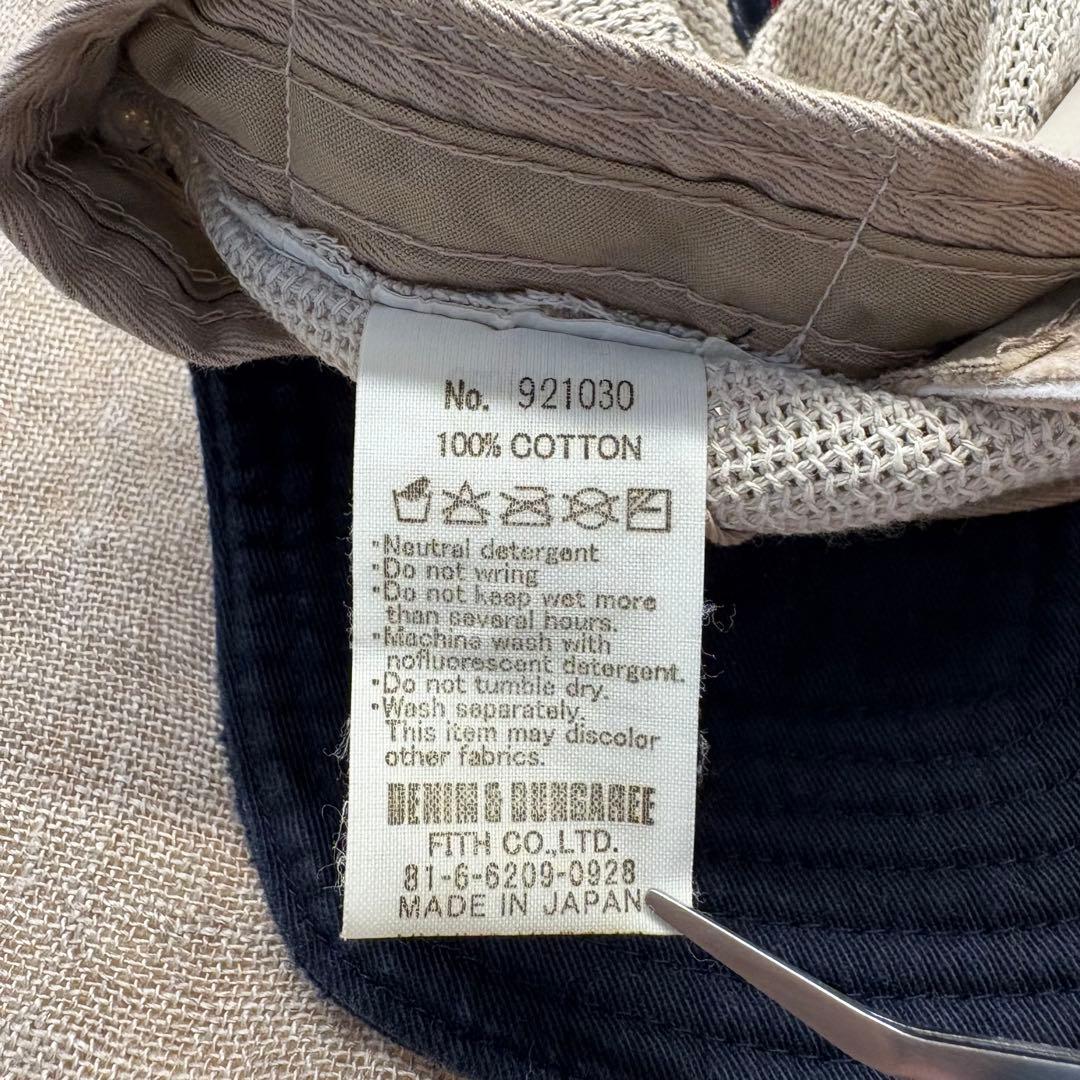 No. 921030
100% COTTON
・Neutral detergent
・Do not wring
・Do not keep wet more
than several hours.
・Machine wash with
nofluorescent detergent.
・Do not tumble dry.
・Wash separately.
This item may discolor
other fabrics.
DENIM & DUNGAREE
FITH CO.,LTD.
81-6-6209-0928
MADE IN JAPAN